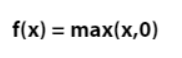 f(x) = max(x,0)